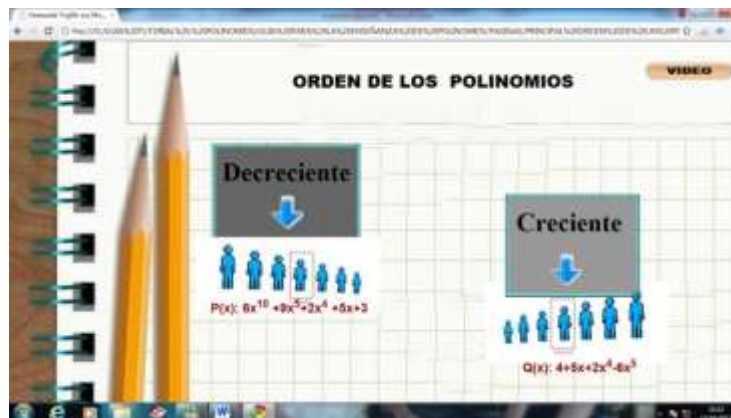 ORDEN DE LOS POLINOMIOS
VIDEO
Decreciente
Creciente
P(x): 6x¹⁰ +9x⁵+2x⁴ +5x+3
Q(x): 4+5x+2x⁴-6x⁵